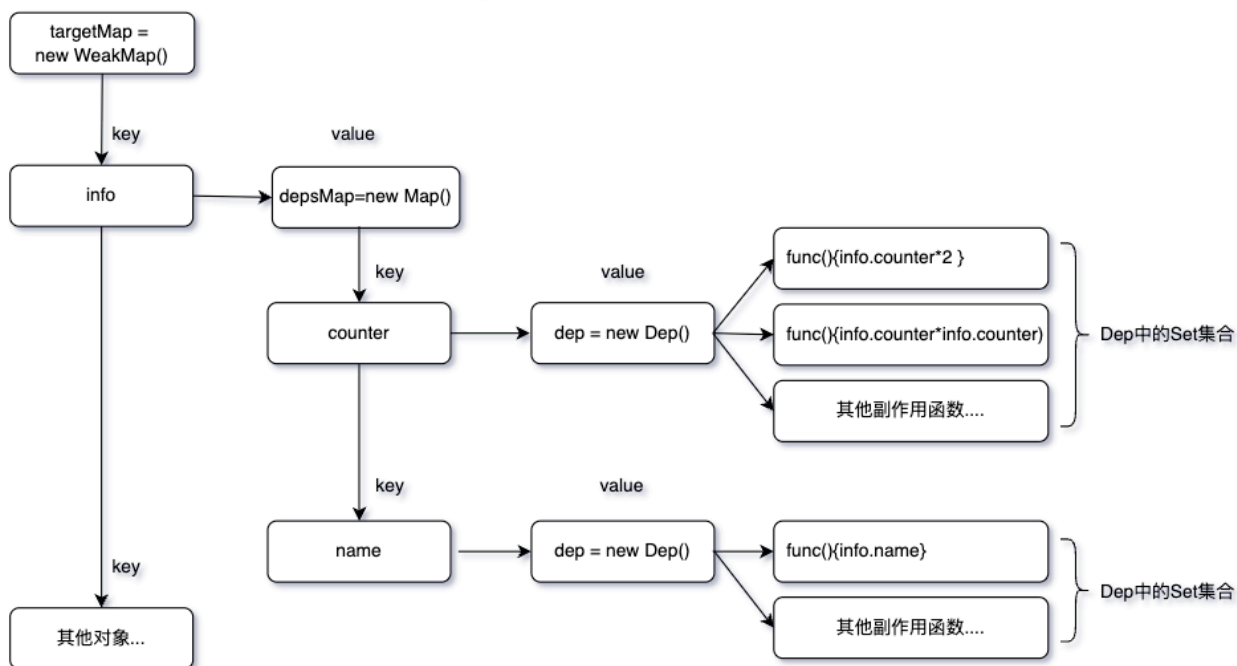 targetMap =
new WeakMap()
key
value
info
depsMap=new Map()
key
value
func(){info.counter*2 }
counter
dep = new Dep()
func(){info.counter*info.counter)
Dep中的Set集合
其他副作用函数....
key
value
name
dep = new Dep()
func(){info.name}
key
Dep中的Set集合
其他对象...
其他副作用函数....